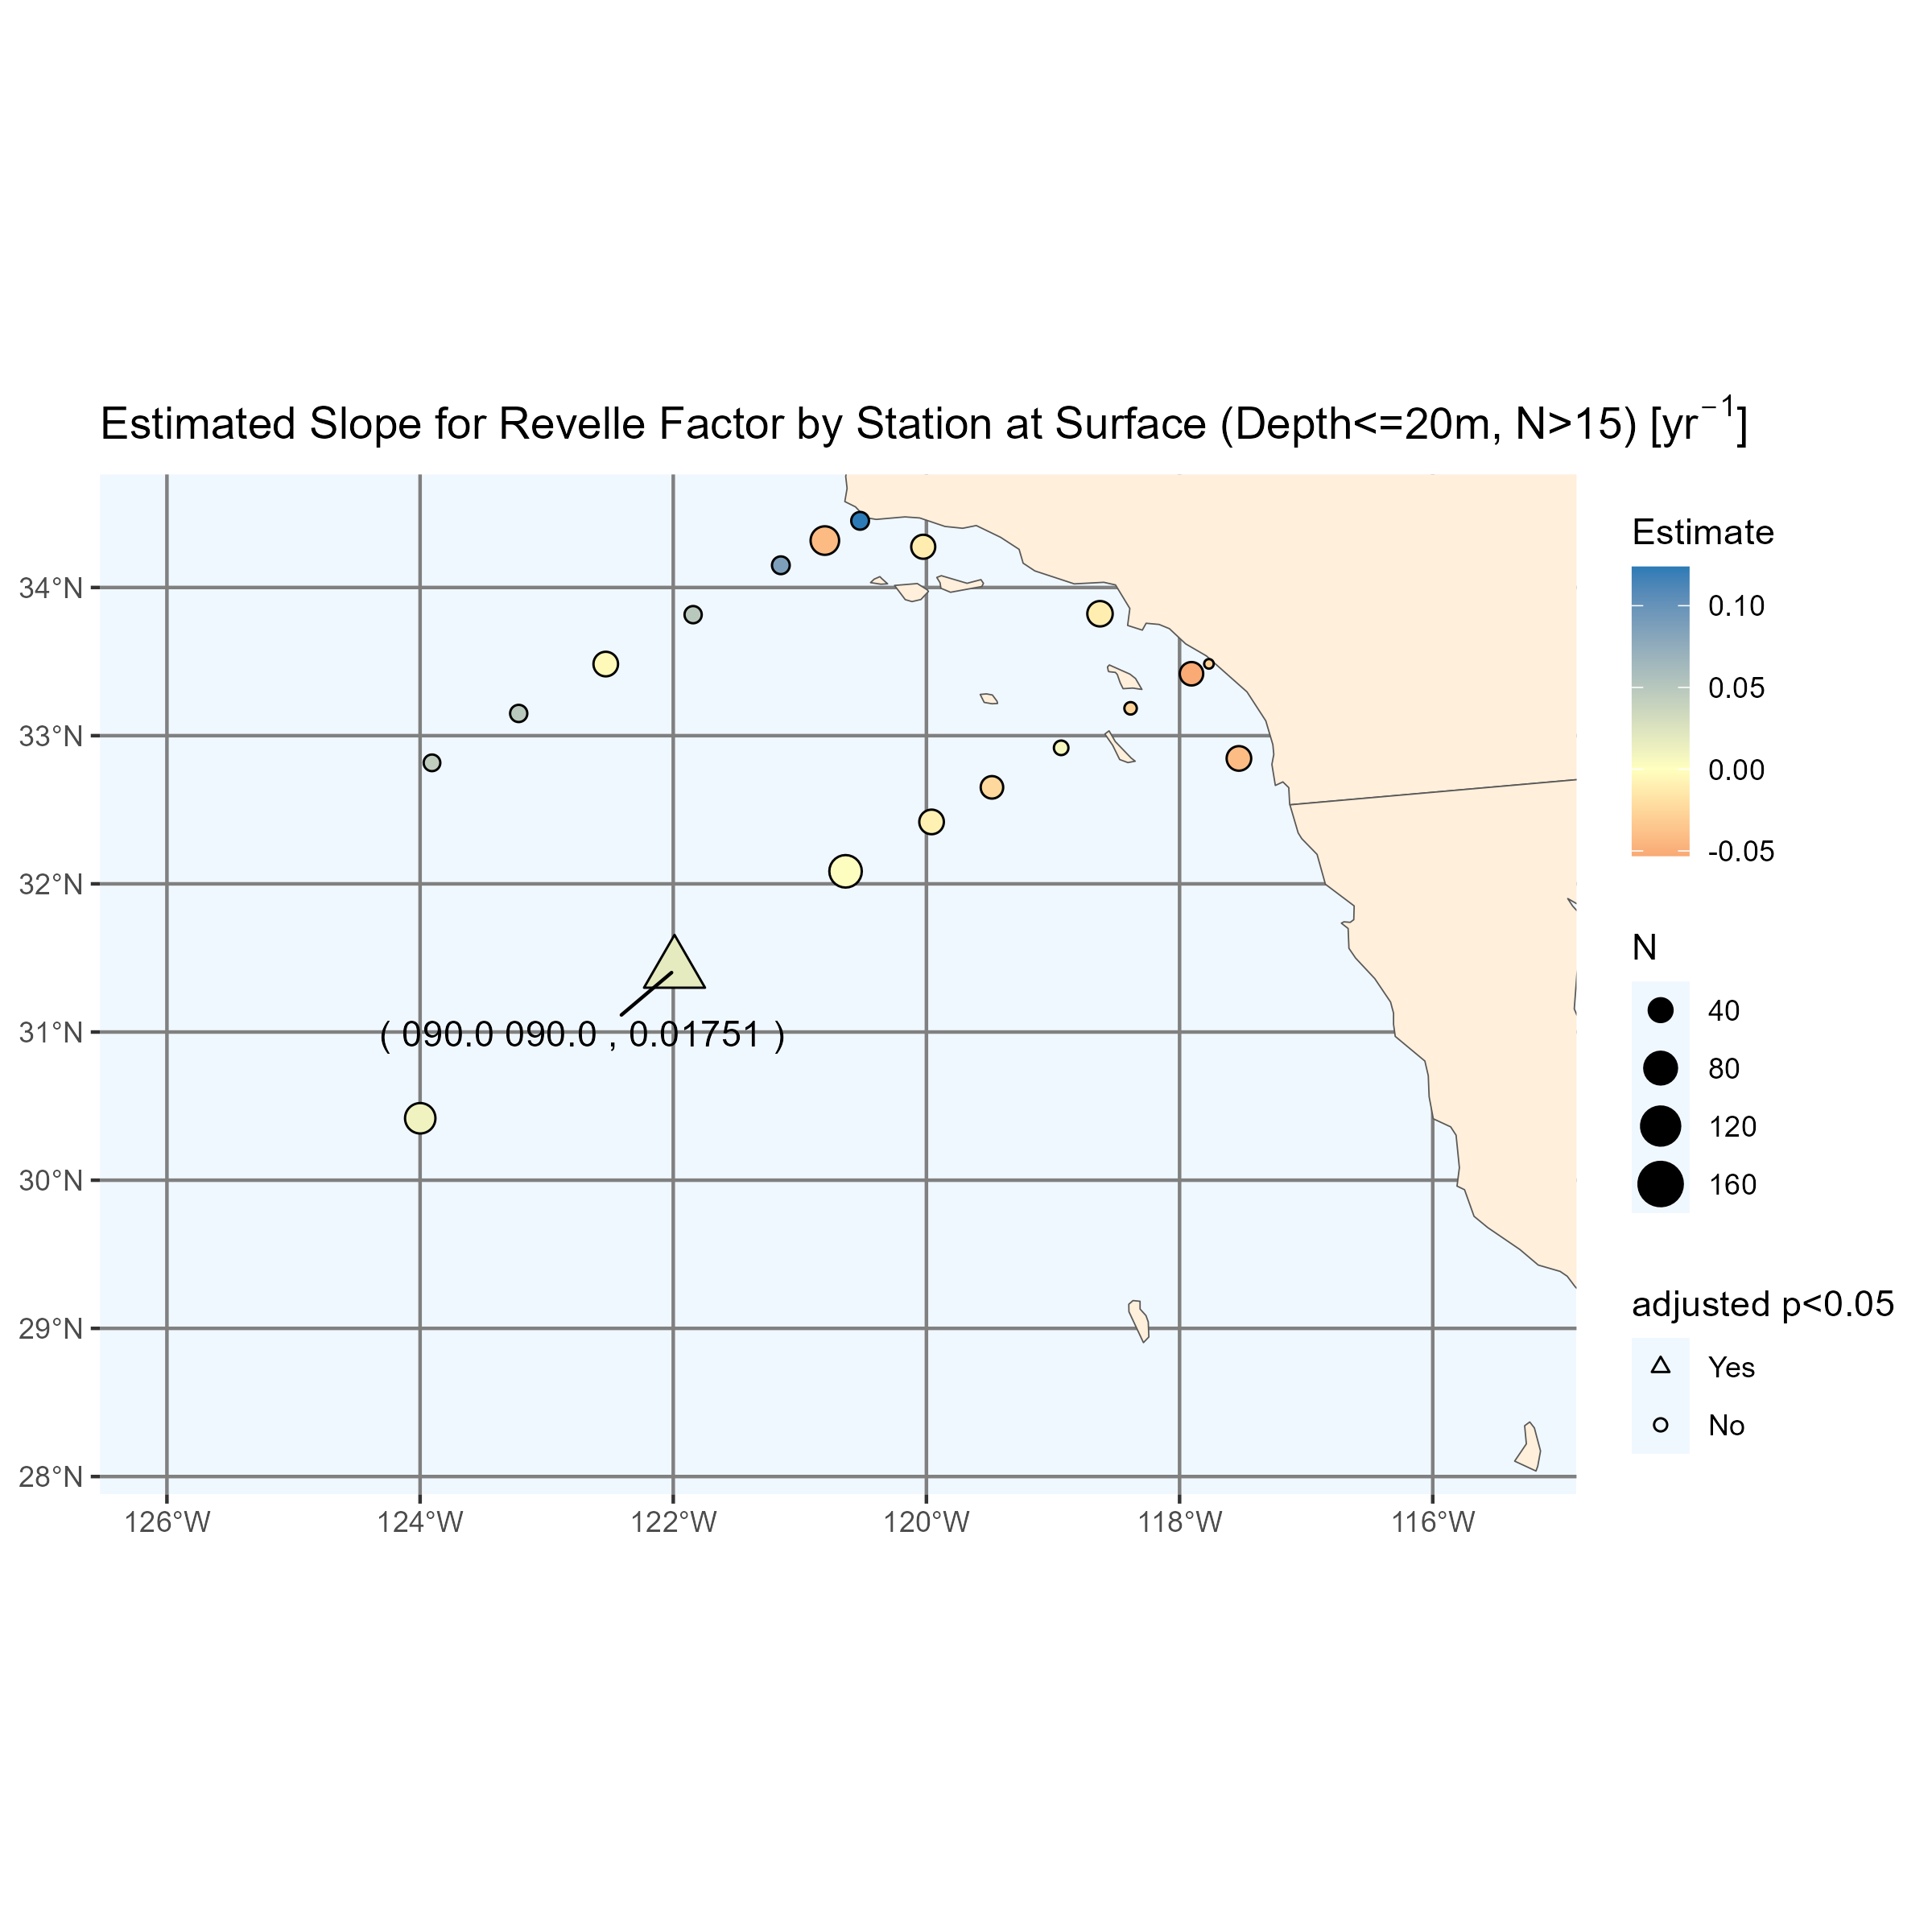 Estimated Slope for Revelle Factor by Station at Surface (Depth<=20m, N>15) [yr⁻¹]
34°N
33°N
32°N
31°N
30°N
29°N
28°N
126°W 124°W 122°W 120°W 118°W 116°W
( 090.0 090.0 , 0.01751 )
Estimate
0.10
0.05
0.00
-0.05
N
40
80
120
160
adjusted p<0.05
Yes
No